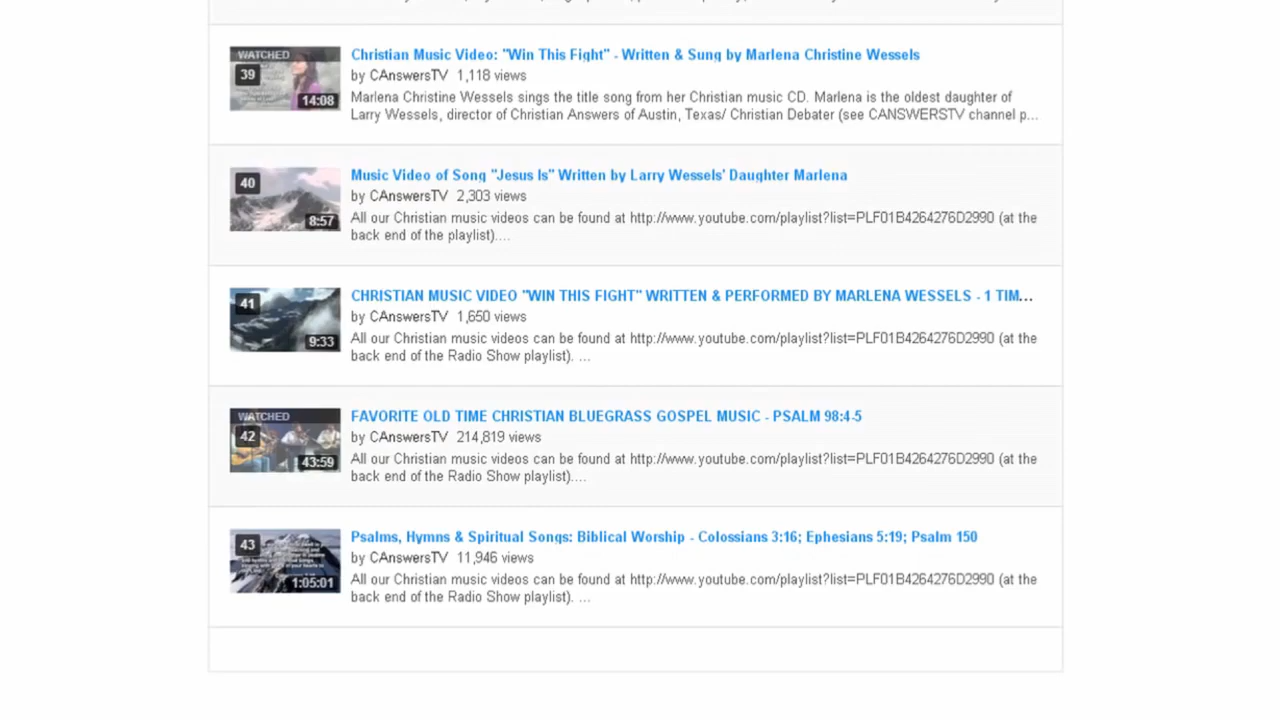 WATCHED
39
14:08
Christian Music Video: "Win This Fight" - Written & Sung by Marlena Christine Wessels
by CAnswersTV 1,118 views
Marlena Christine Wessels sings the title song from her Christian music CD. Marlena is the oldest daughter of
Larry Wessels, director of Christian Answers of Austin, Texas/ Christian Debater (see CANSWERSTV channel p...
40
8:57
Music Video of Song "Jesus Is" Written by Larry Wessels' Daughter Marlena
by CAnswersTV 2,303 views
All our Christian music videos can be found at http://www.youtube.com/playlist?list=PLF01B4264276D2990 (at the
back end of the playlist)....
41
9:33
CHRISTIAN MUSIC VIDEO "WIN THIS FIGHT" WRITTEN & PERFORMED BY MARLENA WESSELS - 1 TIM...
by CAnswersTV 1,650 views
All our Christian music videos can be found at http://www.youtube.com/playlist?list=PLF01B4264276D2990 (at the
back end of the Radio Show playlist). ...
WATCHED
42
43:59
FAVORITE OLD TIME CHRISTIAN BLUEGRASS GOSPEL MUSIC - PSALM 98:4-5
by CAnswersTV 214,819 views
All our Christian music videos can be found at http://www.youtube.com/playlist?list=PLF01B4264276D2990 (at the
back end of the Radio Show playlist)....
43
1:05:01
Psalms, Hymns & Spiritual Songs: Biblical Worship - Colossians 3:16; Ephesians 5:19; Psalm 150
by CAnswersTV 11,946 views
All our Christian music videos can be found at http://www.youtube.com/playlist?list=PLF01B4264276D2990 (at the
back end of the Radio Show playlist). ...